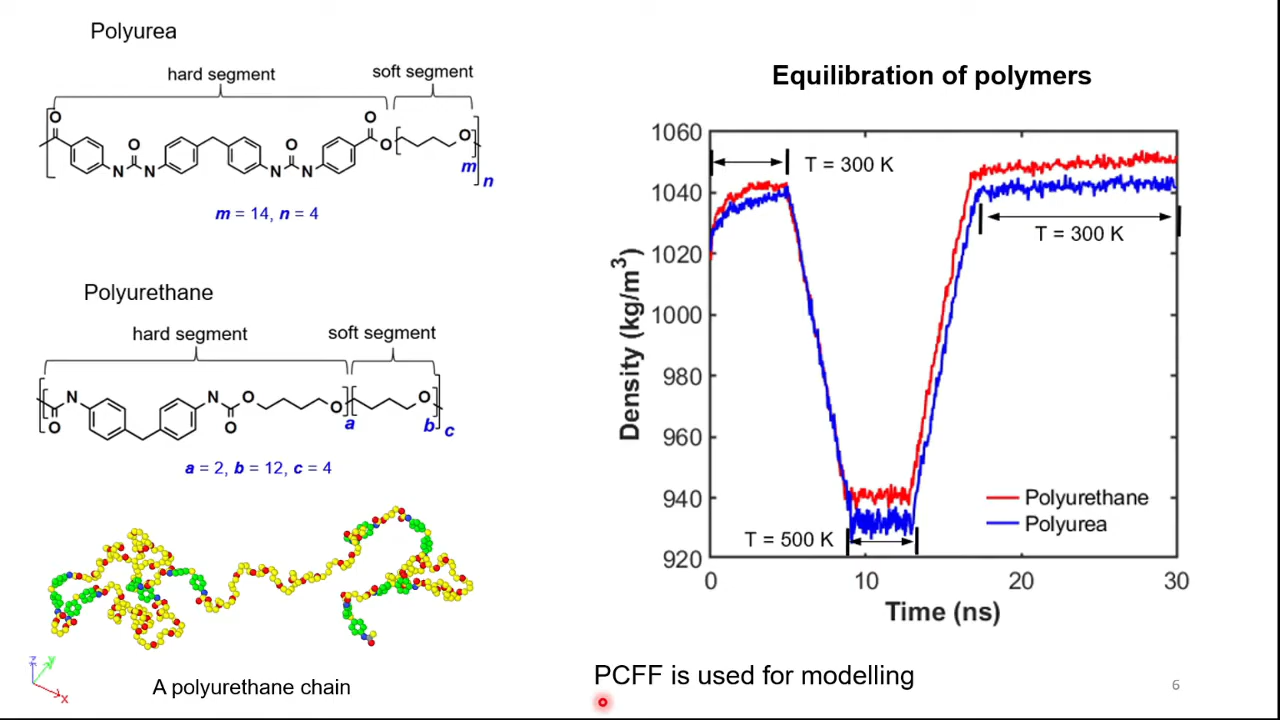 Polyurea
hard segment
soft segment
O
O
O
O
O
O
N N
N N
m
n
m = 14, n = 4
Polyurethane
hard segment
soft segment
N
N
O
O
O
O
O
a
b
c
a = 2, b = 12, c = 4
z y
x
A polyurethane chain
Equilibration of polymers
1060
1040
1020
1000
980
960
940
920
Density (kg/m³)
T = 300 K
T = 300 K
T = 500 K
Polyurethane
Polyurea
0 10 20 30
Time (ns)
PCFF is used for modelling
6